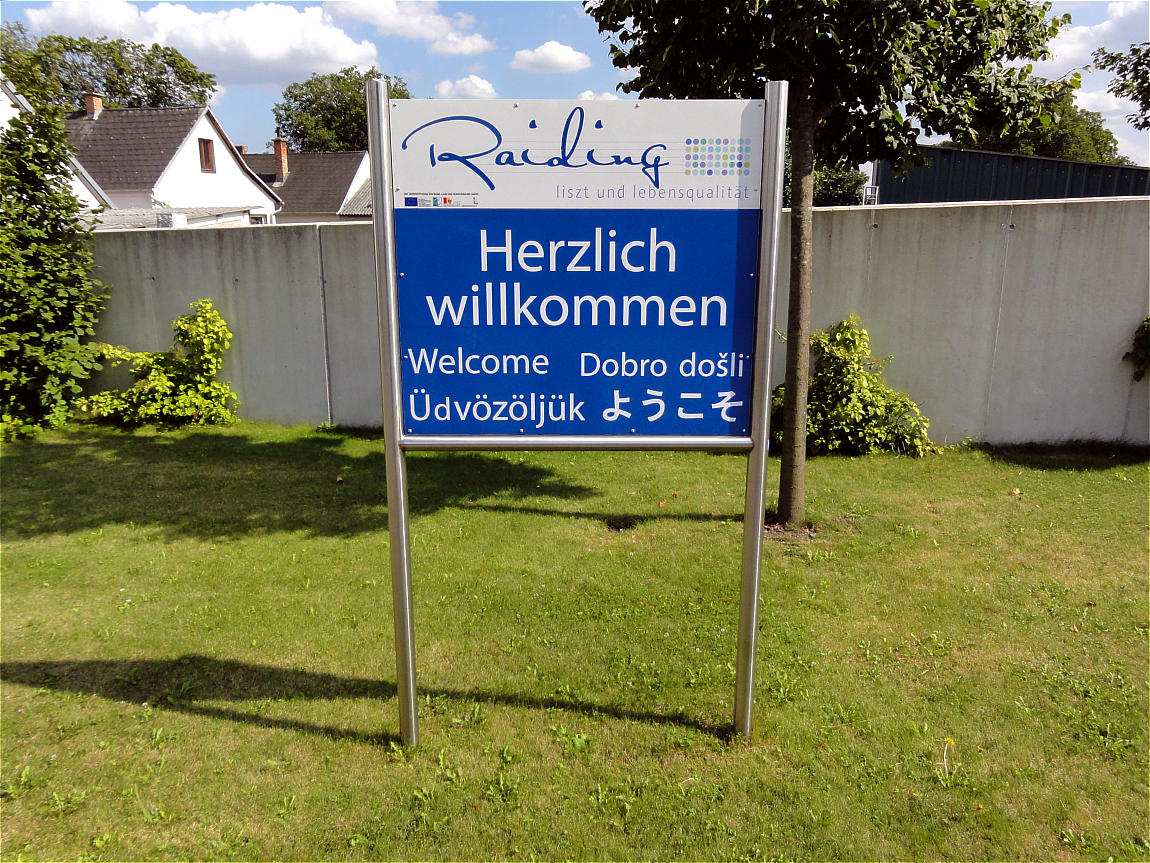 Raiding
liszt und lebensqualität
Herzlich
willkommen
Welcome Dobro došli
Üdvözöljük ようこそ